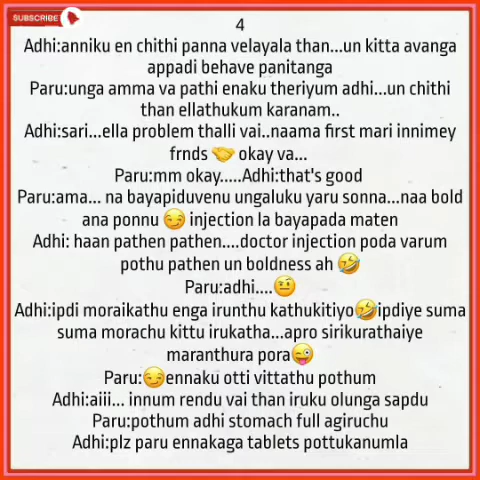 SUBSCRIBE
4
Adhi:anniku en chithi panna velayala than...un kitta avanga
appadi behave panitanga
Paru:unga amma va pathi enaku theriyum adhi...un chithi
than ellathukum karanam..
Adhi:sari...ella problem thalli vai..naama first mari innimey
frnds 🤝 okay va...
Paru:mm okay.....Adhi:that's good
Paru:ama... na bayapiduvenu ungaluku yaru sonna...naa bold
ana ponnu 😏 injection la bayapada maten
Adhi: haan pathen pathen....doctor injection poda varum
pothu pathen un boldness ah 🤣
Paru:adhi....🤨
Adhi:ipdi moraikathu enga irunthu kathukitiyo🤣ipdiye suma
suma morachu kittu irukatha...apro sirikurathaiye
maranthura pora😜
Paru:😏ennaku otti vittathu pothum
Adhi:aiii... innum rendu vai than iruku olunga sapdu
Paru:pothum adhi stomach full agiruchu
Adhi:plz paru ennakaga tablets pottukanumla